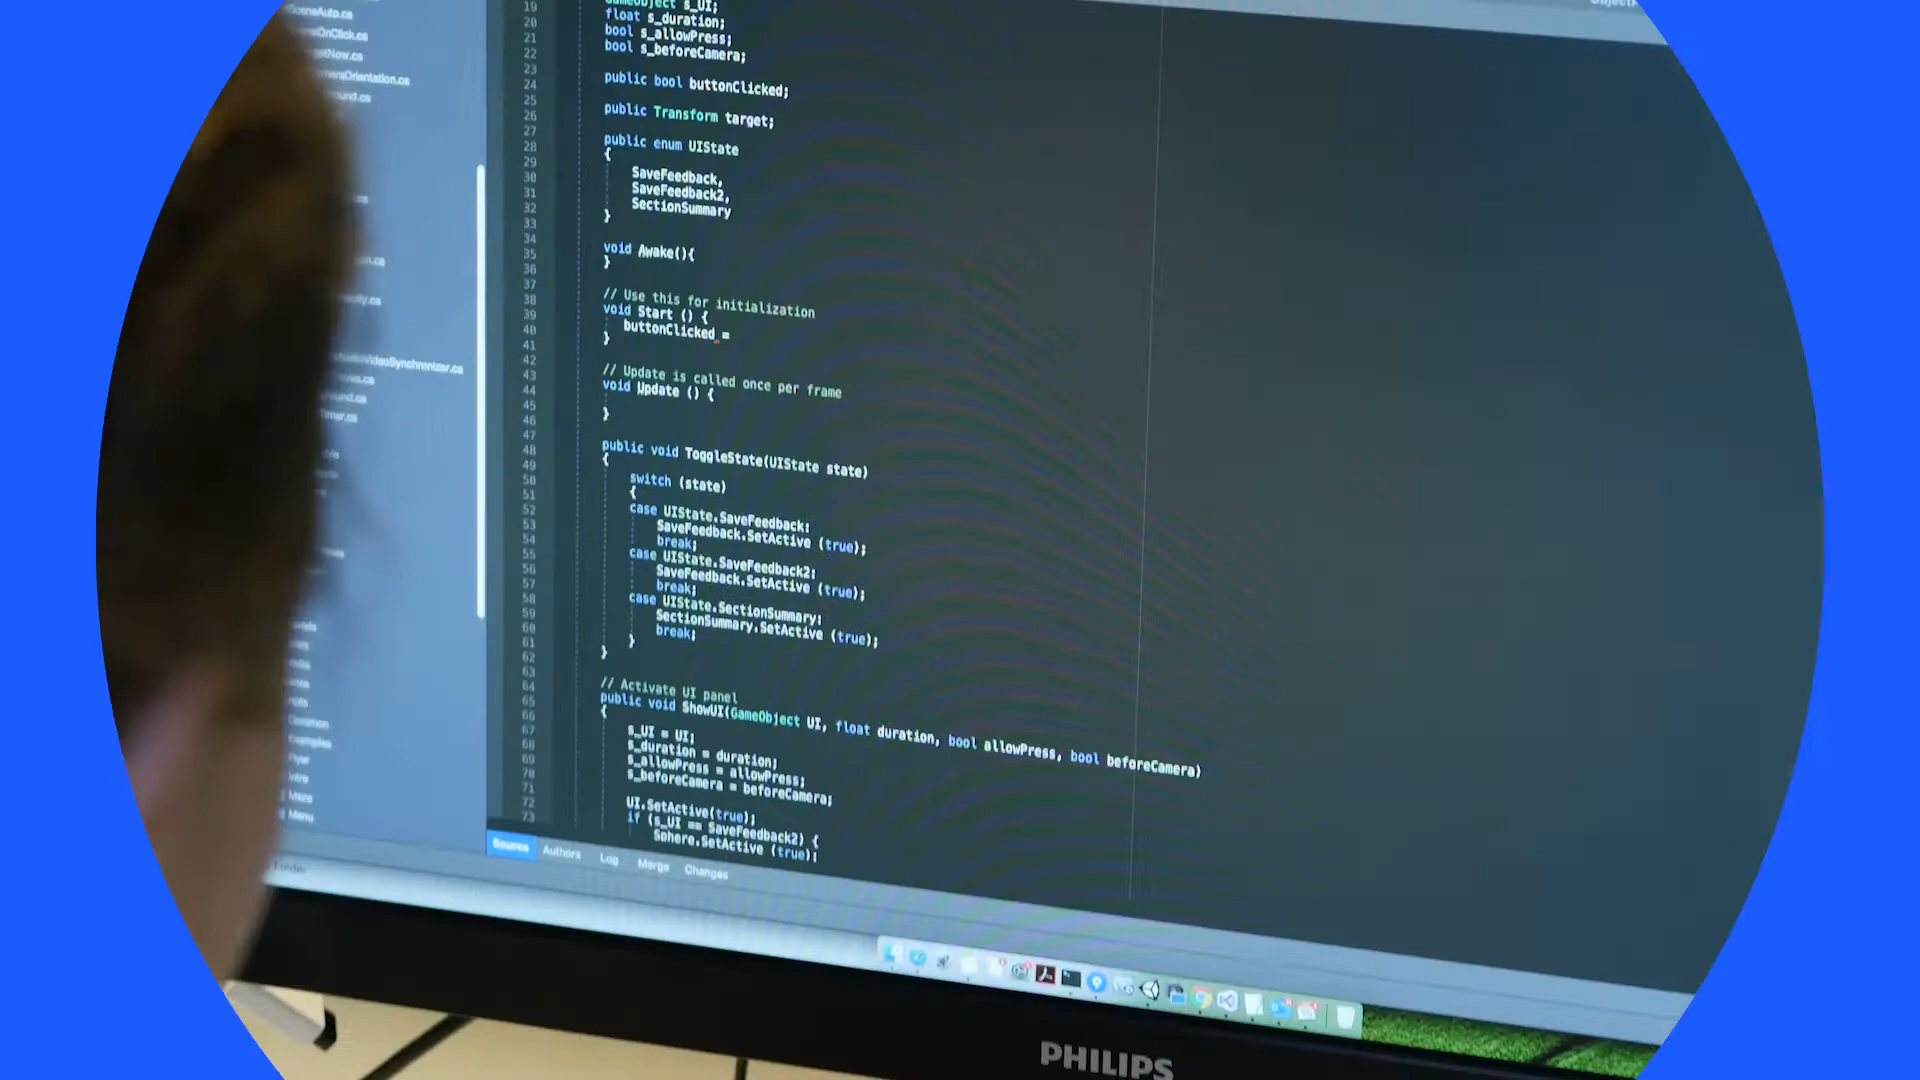 GameObject s_UI;
float s_duration;
bool s_allowPress;
bool s_beforeCamera;
public bool buttonClicked;
public Transform target;
public enum UIState
{
SaveFeedback,
SaveFeedback2,
SectionSummary
}
void Awake(){
}
// Use this for initialization
void Start () {
buttonClicked =
}
// Update is called once per frame
void Update () {
}
public void ToggleState(UIState state)
{
switch (state)
{
case UIState.SaveFeedback:
SaveFeedback.SetActive (true);
break;
case UIState.SaveFeedback2:
SaveFeedback.SetActive (true);
break;
case UIState.SectionSummary:
SectionSummary.SetActive (true);
break;
}
}
// Activate UI panel
public void ShowUI(GameObject UI, float duration, bool allowPress, bool beforeCamera)
{
s_UI = UI;
s_duration = duration;
s_allowPress = allowPress;
s_beforeCamera = beforeCamera;
UI.SetActive(true);
if (s_UI == SaveFeedback2) {
Sphere.SetActive (true);
Source Authors Log Merge Changes
Finder
PHILIPS